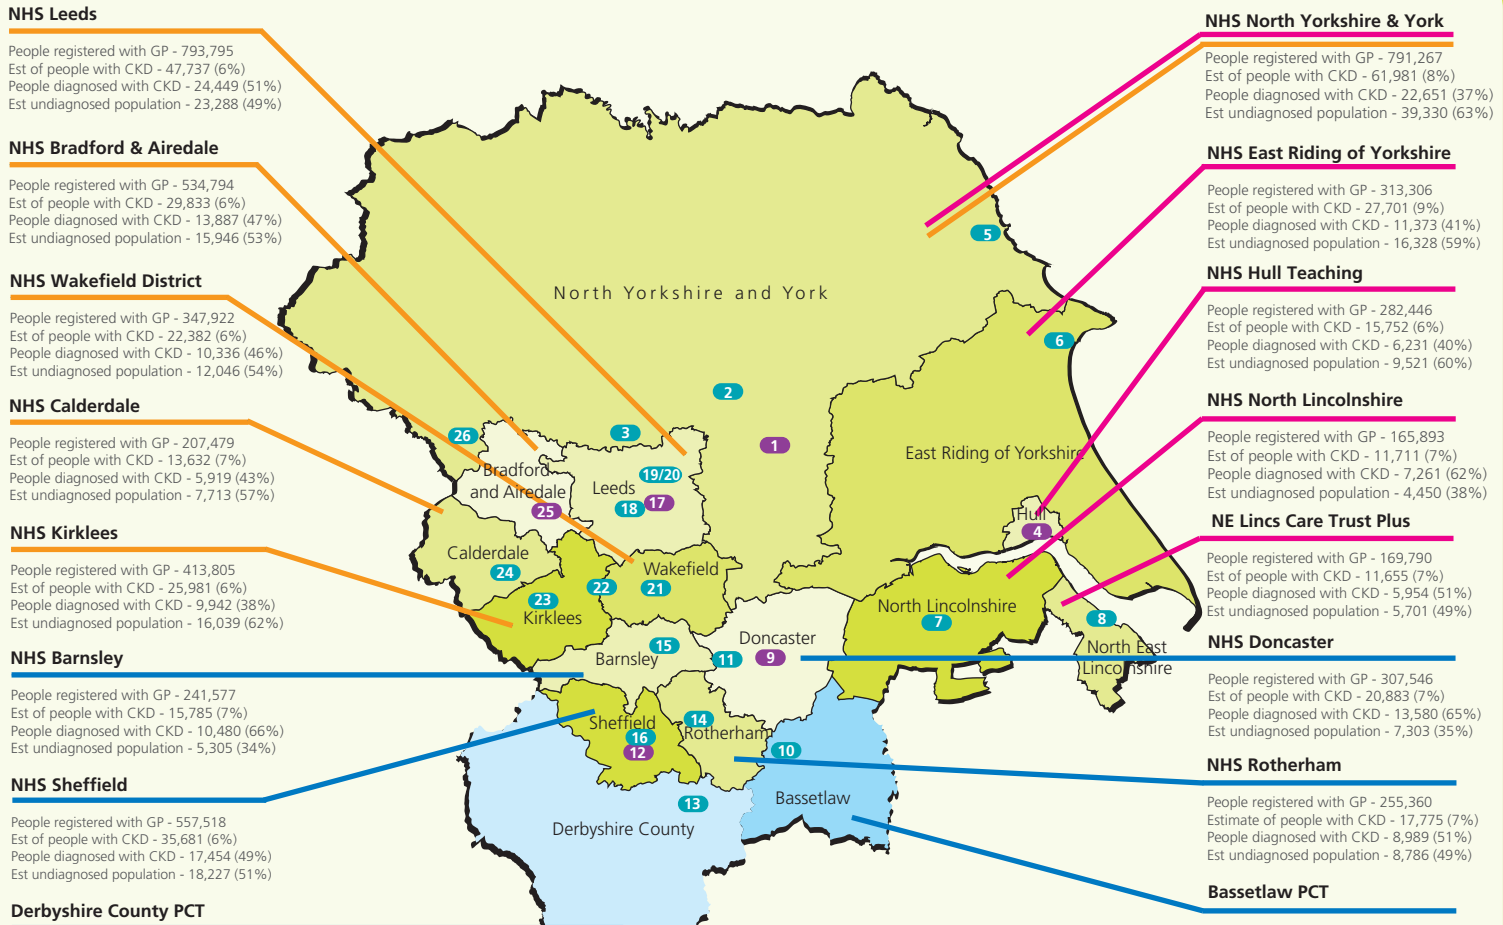 NHS Leeds
People registered with GP - 793,795
Est of people with CKD - 47,737 (6%)
People diagnosed with CKD - 24,449 (51%)
Est undiagnosed population - 23,288 (49%)
NHS Bradford & Airedale
People registered with GP - 534,794
Est of people with CKD - 29,833 (6%)
People diagnosed with CKD - 13,887 (47%)
Est undiagnosed population - 15,946 (53%)
NHS Wakefield District
People registered with GP - 347,922
Est of people with CKD - 22,382 (6%)
People diagnosed with CKD - 10,336 (46%)
Est undiagnosed population - 12,046 (54%)
NHS Calderdale
People registered with GP - 207,479
Est of people with CKD - 13,632 (7%)
People diagnosed with CKD - 5,919 (43%)
Est undiagnosed population - 7,713 (57%)
NHS Kirklees
People registered with GP - 413,805
Est of people with CKD - 25,981 (6%)
People diagnosed with CKD - 9,942 (38%)
Est undiagnosed population - 16,039 (62%)
NHS Barnsley
People registered with GP - 241,577
Est of people with CKD - 15,785 (7%)
People diagnosed with CKD - 10,480 (66%)
Est undiagnosed population - 5,305 (34%)
NHS Sheffield
People registered with GP - 557,518
Est of people with CKD - 35,681 (6%)
People diagnosed with CKD - 17,454 (49%)
Est undiagnosed population - 18,227 (51%)
Derbyshire County PCT
5
North Yorkshire and York
6
2
26
3
1
East Riding of Yorkshire
Bradford
and Airedale
25
19/20
Leeds
18
17
Hull
4
Calderdale
24
Wakefield
22
21
23
Kirklees
North Lincolnshire
7
8
North East
Lincolnshire
15
Barnsley
11
Doncaster
9
Sheffield
16
12
14
Rotherham
10
13
Bassetlaw
Derbyshire County
NHS North Yorkshire & York
People registered with GP - 791,267
Est of people with CKD - 61,981 (8%)
People diagnosed with CKD - 22,651 (37%)
Est undiagnosed population - 39,330 (63%)
NHS East Riding of Yorkshire
People registered with GP - 313,306
Est of people with CKD - 27,701 (9%)
People diagnosed with CKD - 11,373 (41%)
Est undiagnosed population - 16,328 (59%)
NHS Hull Teaching
People registered with GP - 282,446
Est of people with CKD - 15,752 (6%)
People diagnosed with CKD - 6,231 (40%)
Est undiagnosed population - 9,521 (60%)
NHS North Lincolnshire
People registered with GP - 165,893
Est of people with CKD - 11,711 (7%)
People diagnosed with CKD - 7,261 (62%)
Est undiagnosed population - 4,450 (38%)
NE Lincs Care Trust Plus
People registered with GP - 169,790
Est of people with CKD - 11,655 (7%)
People diagnosed with CKD - 5,954 (51%)
Est undiagnosed population - 5,701 (49%)
NHS Doncaster
People registered with GP - 307,546
Est of people with CKD - 20,883 (7%)
People diagnosed with CKD - 13,580 (65%)
Est undiagnosed population - 7,303 (35%)
NHS Rotherham
People registered with GP - 255,360
Estimate of people with CKD - 17,775 (7%)
People diagnosed with CKD - 8,989 (51%)
Est undiagnosed population - 8,786 (49%)
Bassetlaw PCT